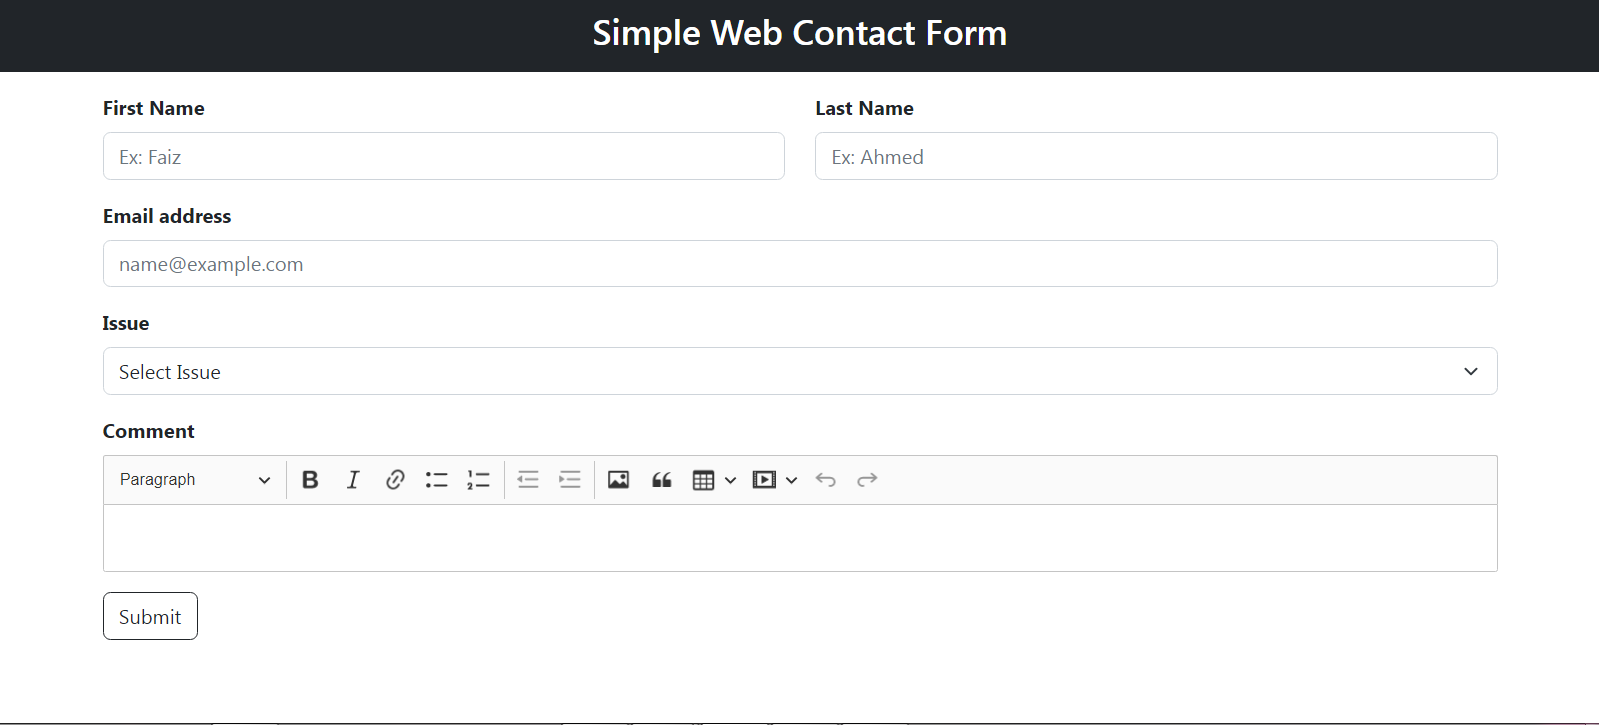 Simple Web Contact Form
First Name
Last Name
Ex: Faiz
Ex: Ahmed
Email address
name@example.com
Issue
Select Issue
Comment
Paragraph
Submit